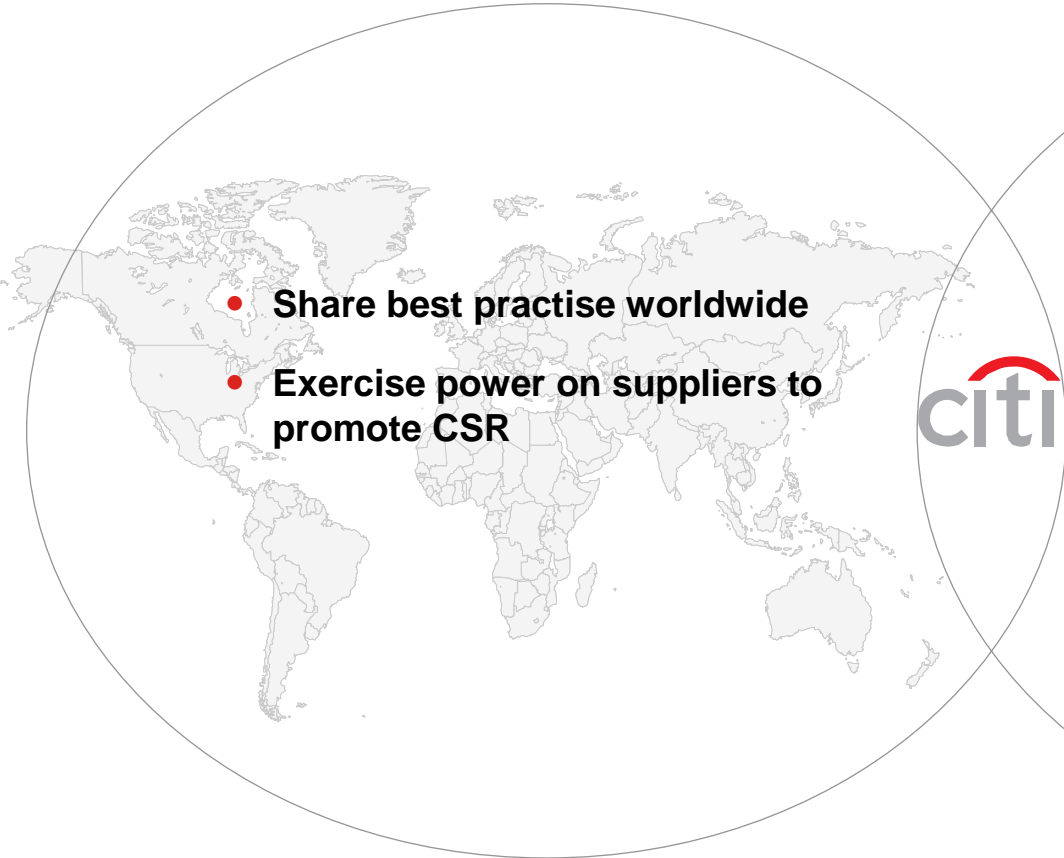 • Share best practise worldwide
• Exercise power on suppliers to
promote CSR
citi